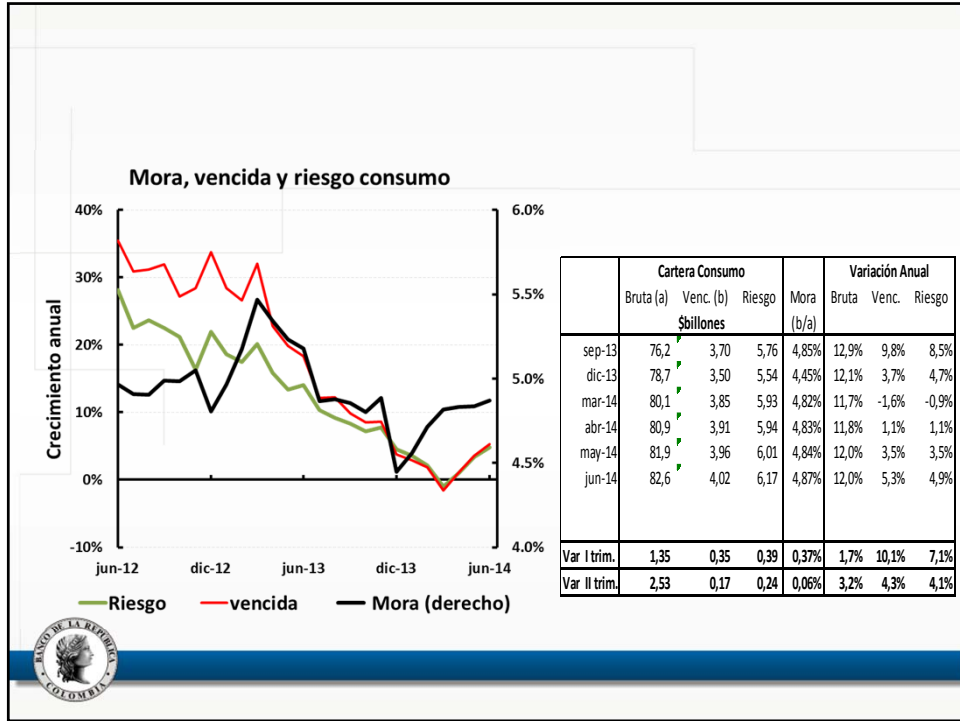 Mora, vencida y riesgo consumo
Crecimiento anual
40%
30%
20%
10%
0%
-10%
6.0%
5.5%
5.0%
4.5%
4.0%
jun-12 dic-12 jun-13 dic-13 jun-14
Riesgo vencida Mora (derecho)
Cartera Consumo Variación Anual
Bruta (a) Venc. (b) Riesgo Mora Bruta Venc. Riesgo
$billones (b/a)
sep-13 76,2 3,70 5,76 4,85% 12,9% 9,8% 8,5%
dic-13 78,7 3,50 5,54 4,45% 12,1% 3,7% 4,7%
mar-14 80,1 3,85 5,93 4,82% 11,7% -1,6% -0,9%
abr-14 80,9 3,91 5,94 4,83% 11,8% 1,1% 1,1%
may-14 81,9 3,96 6,01 4,84% 12,0% 3,5% 3,5%
jun-14 82,6 4,02 6,17 4,87% 12,0% 5,3% 4,9%
Var I trim. 1,35 0,35 0,39 0,37% 1,7% 10,1% 7,1%
Var II trim. 2,53 0,17 0,24 0,06% 3,2% 4,3% 4,1%
BANCO DE LA REPÚBLICA
COLOMBIA